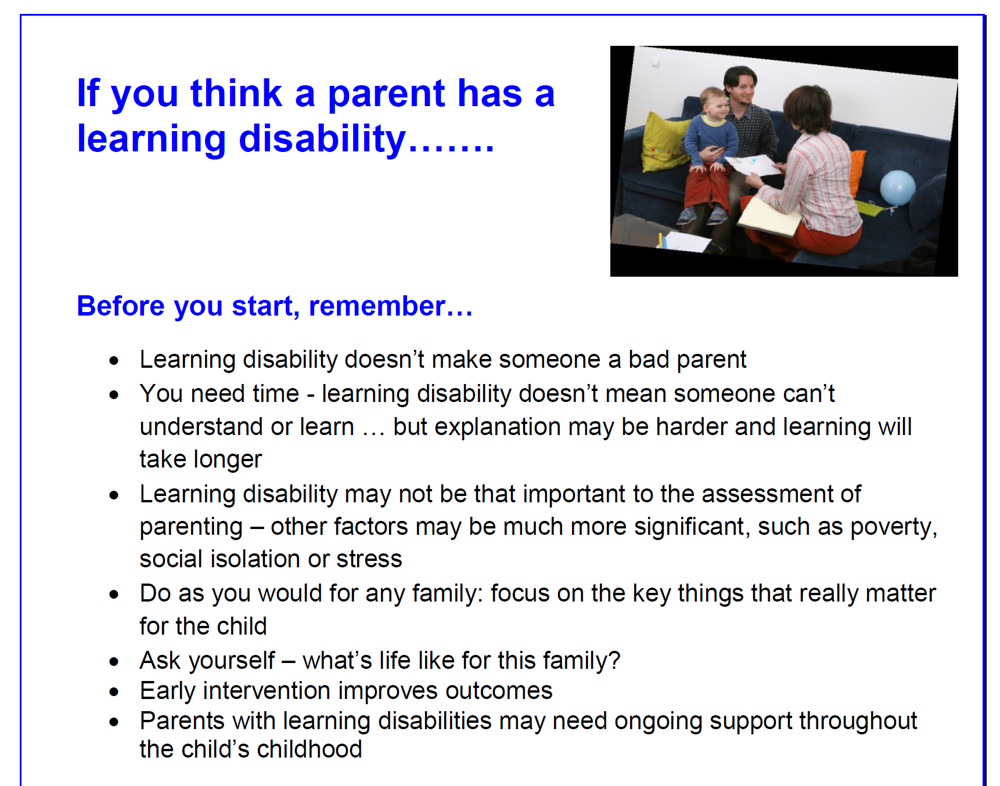 If you think a parent has a
learning disability…….
Before you start, remember…
• Learning disability doesn’t make someone a bad parent
• You need time - learning disability doesn’t mean someone can’t
understand or learn … but explanation may be harder and learning will
take longer
• Learning disability may not be that important to the assessment of
parenting – other factors may be much more significant, such as poverty,
social isolation or stress
• Do as you would for any family: focus on the key things that really matter
for the child
• Ask yourself – what’s life like for this family?
• Early intervention improves outcomes
• Parents with learning disabilities may need ongoing support throughout
the child’s childhood